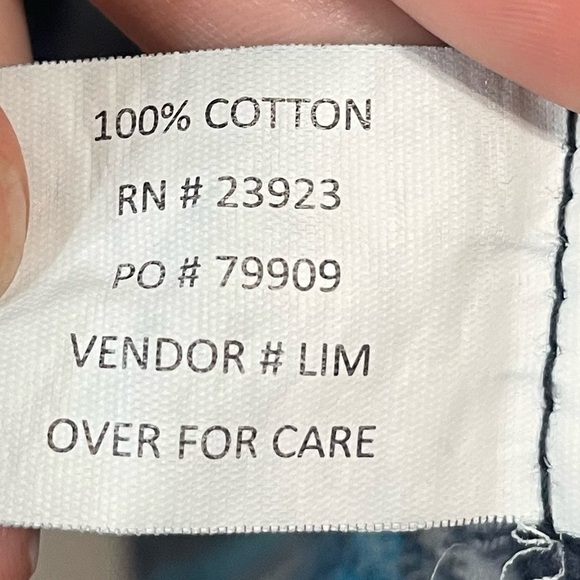 100% COTTON
RN # 23923
PO # 79909
VENDOR # LIM
OVER FOR CARE